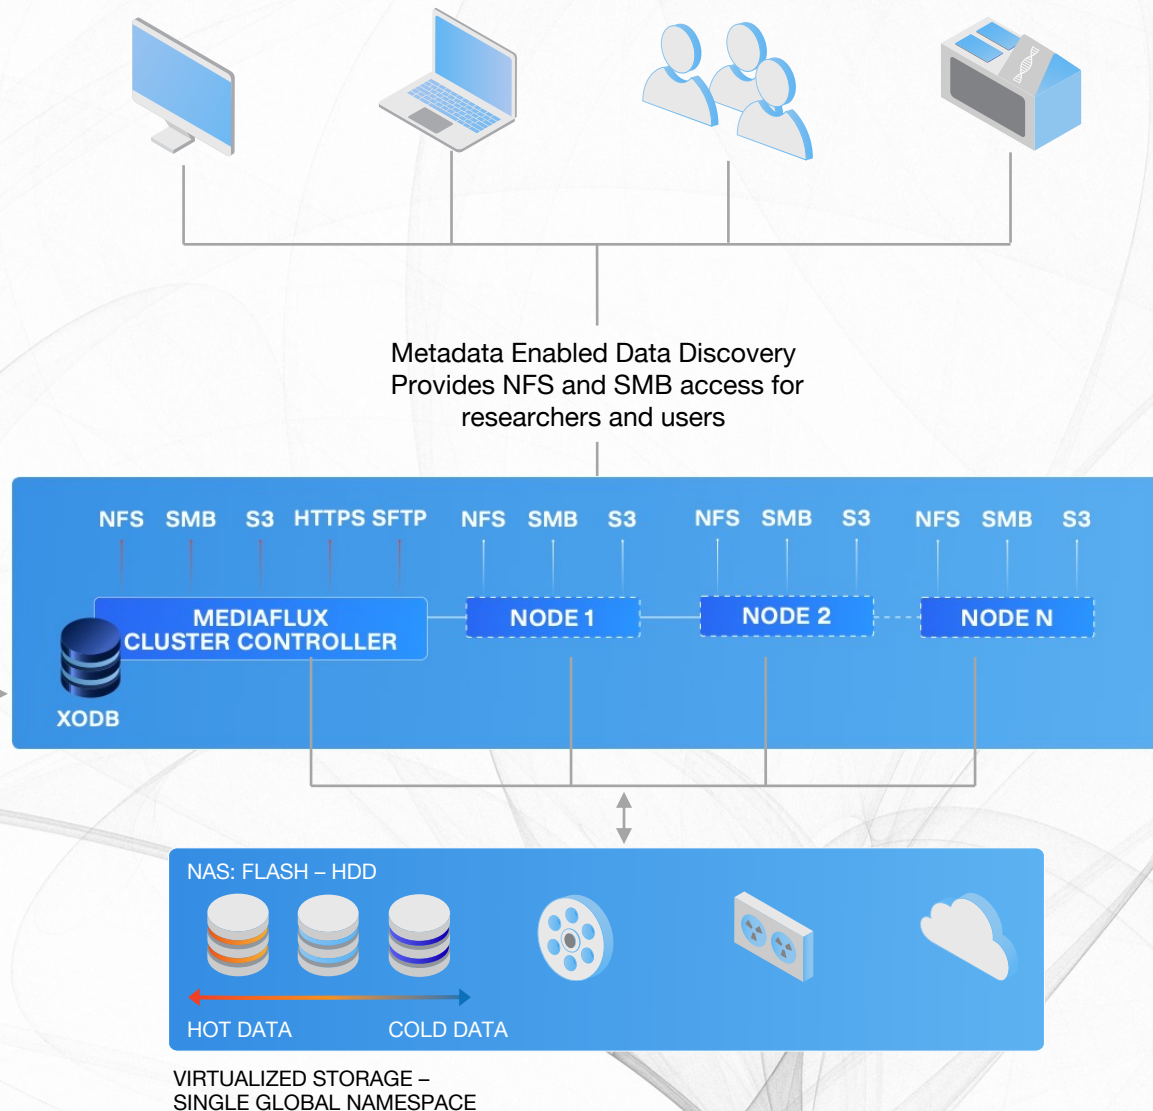 Metadata Enabled Data Discovery
Provides NFS and SMB access for
researchers and users
NFS SMB S3 HTTPS SFTP NFS SMB S3 NFS SMB S3 NFS SMB S3
MEDIAFLUX
CLUSTER CONTROLLER
NODE 1
NODE 2
NODE N
XODB
NAS: FLASH – HDD
HOT DATA
COLD DATA
VIRTUALIZED STORAGE –
SINGLE GLOBAL NAMESPACE